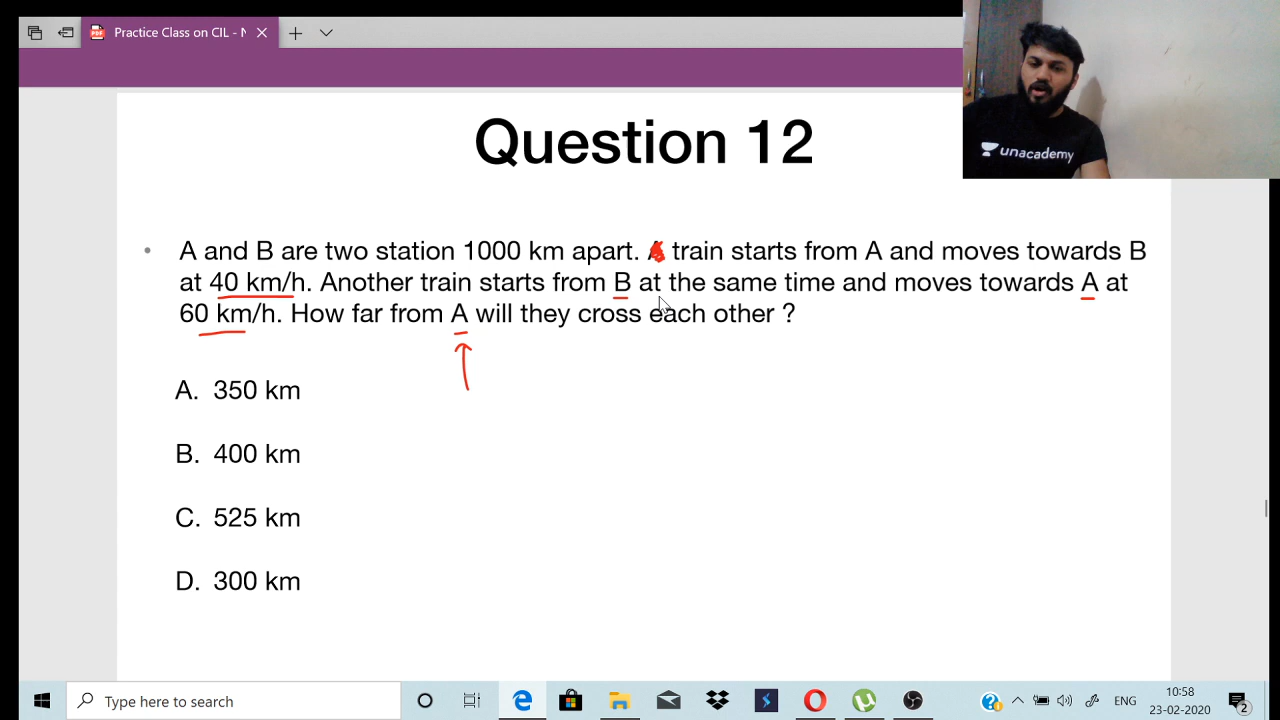 Practice Class on CIL - N
unacademy
Question 12
• A and B are two station 1000 km apart. A train starts from A and moves towards B
at 40 km/h. Another train starts from B at the same time and moves towards A at
60 km/h. How far from A will they cross each other ?
A. 350 km
B. 400 km
C. 525 km
D. 300 km
Type here to search
ENG
10:58
23-02-2020
2